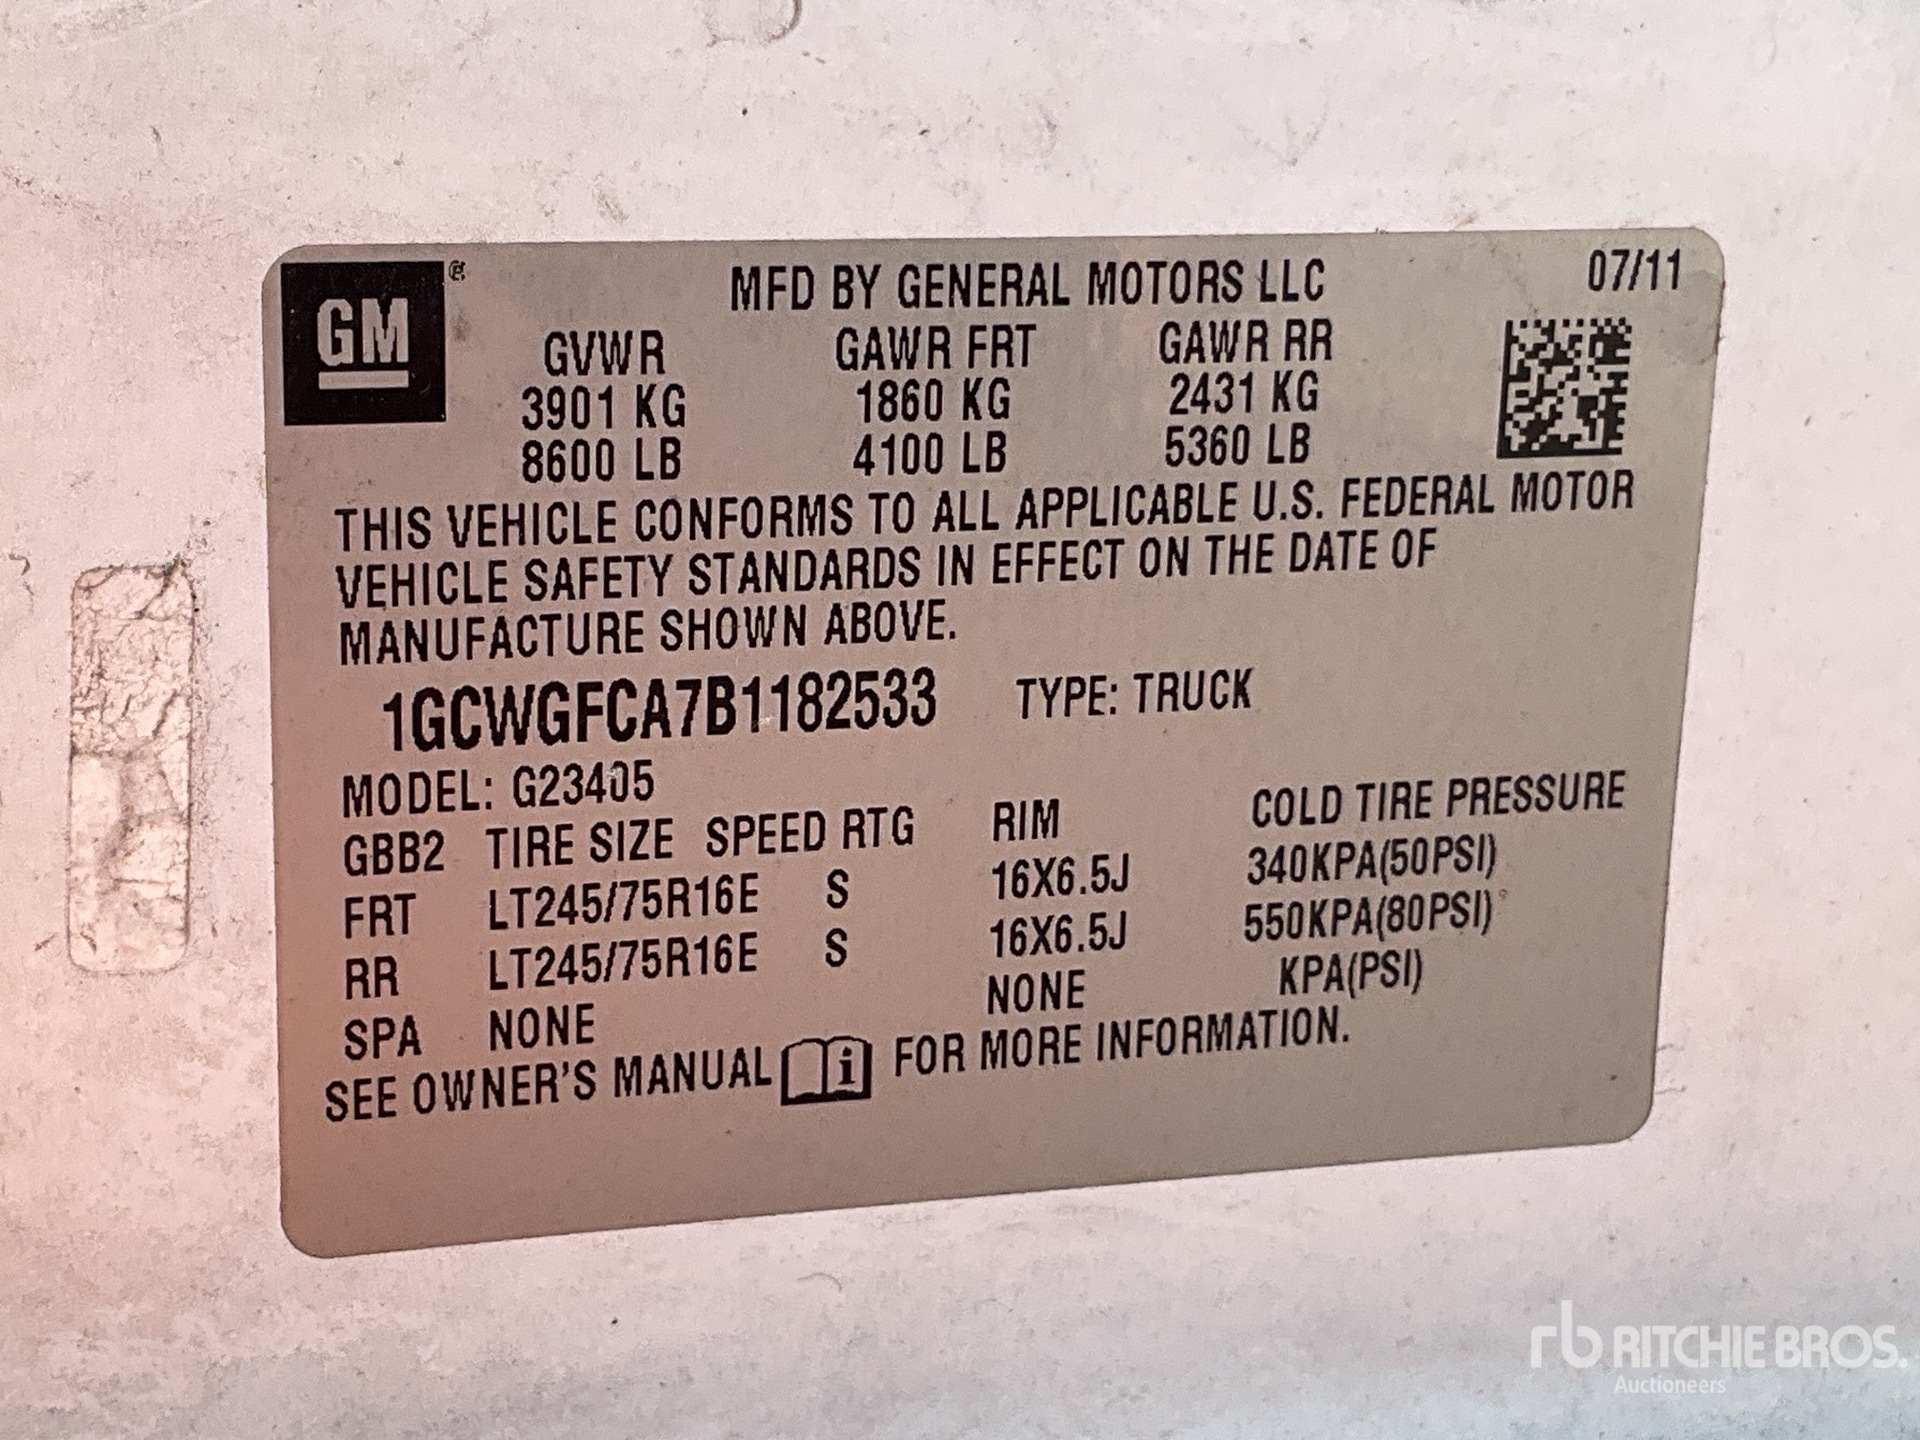 GM ®
MFD BY GENERAL MOTORS LLC 07/11
GVWR GAWR FRT GAWR RR
3901 KG 1860 KG 2431 KG
8600 LB 4100 LB 5360 LB
THIS VEHICLE CONFORMS TO ALL APPLICABLE U.S. FEDERAL MOTOR
VEHICLE SAFETY STANDARDS IN EFFECT ON THE DATE OF
MANUFACTURE SHOWN ABOVE.
1GCWGFCA7B1182533 TYPE: TRUCK
MODEL: G23405
GBB2 TIRE SIZE SPEED RTG RIM COLD TIRE PRESSURE
FRT LT245/75R16E S 16X6.5J 340KPA(50PSI)
RR LT245/75R16E S 16X6.5J 550KPA(80PSI)
SPA NONE NONE KPA(PSI)
SEE OWNER'S MANUAL i FOR MORE INFORMATION.
rb RITCHIE BROS.
Auctioneers